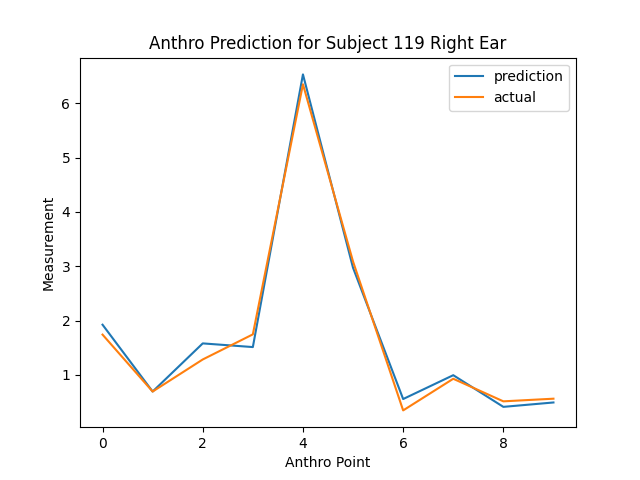 Anthro Prediction for Subject 119 Right Ear
prediction
actual
Measurement
6
5
4
3
2
1
0 2 4 6 8
Anthro Point